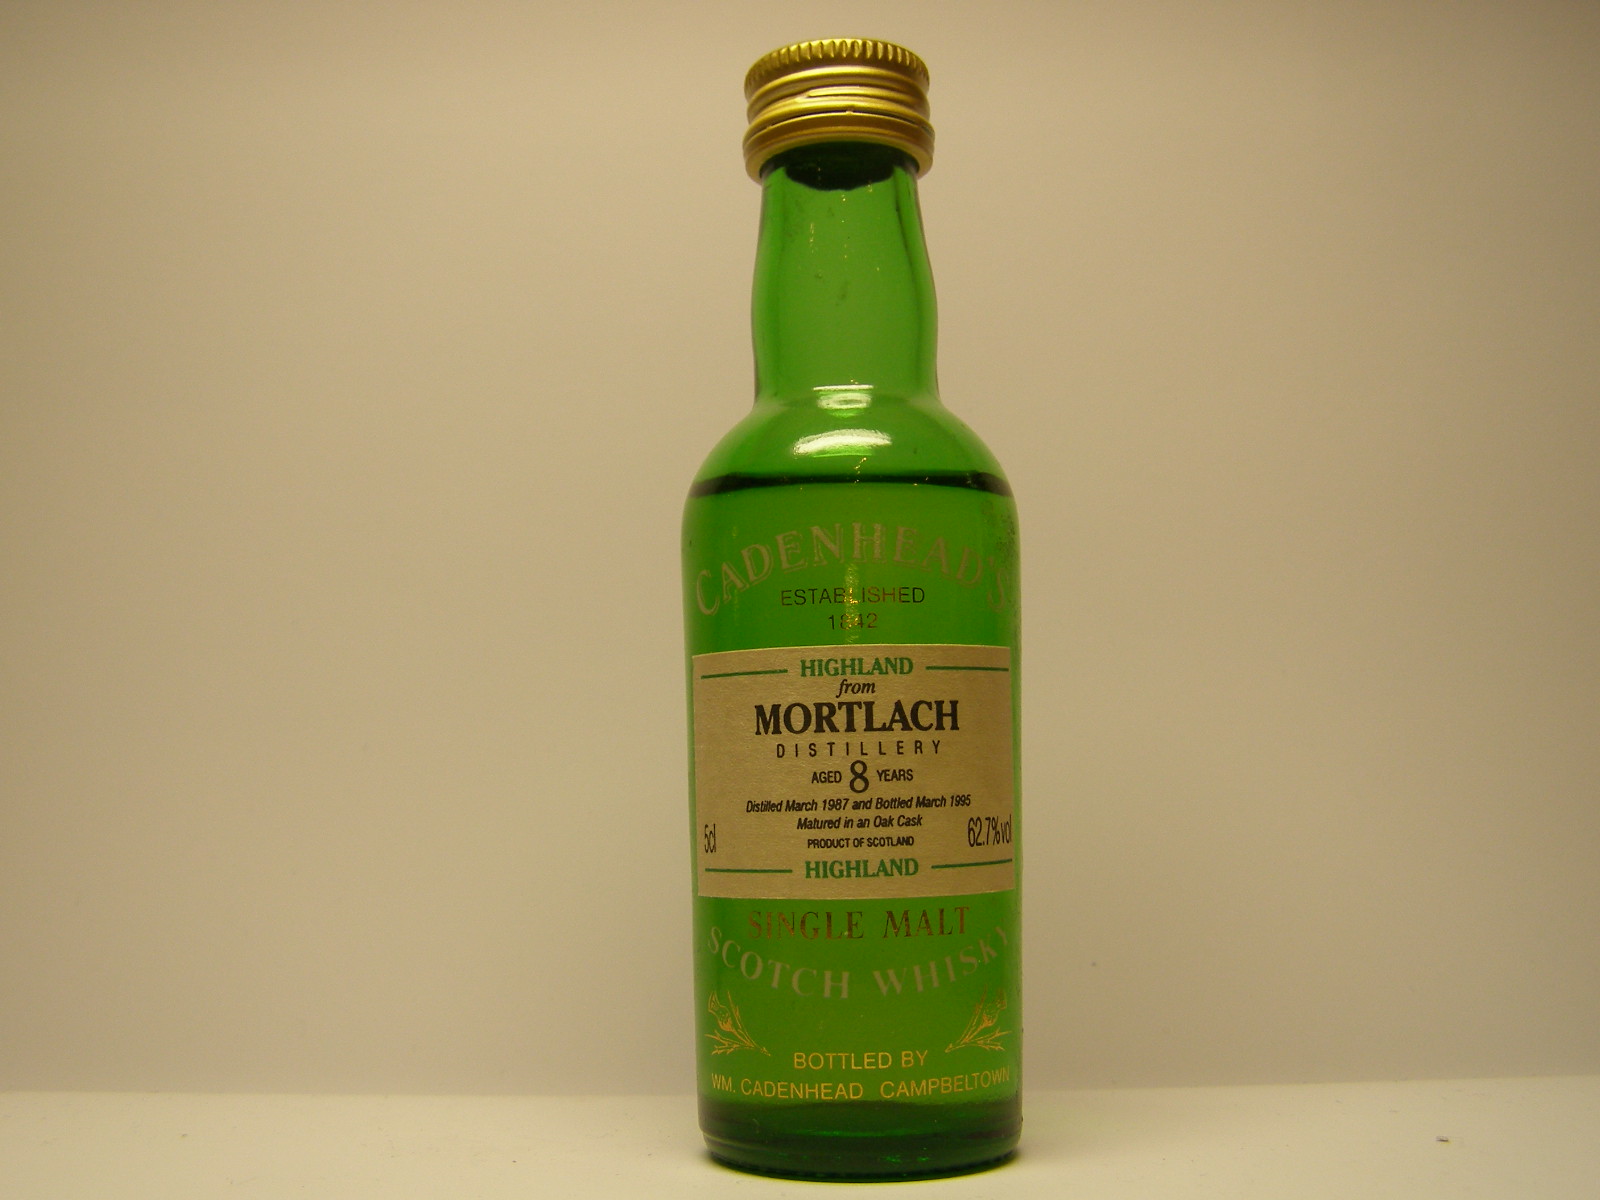 CADENHEAD'S
ESTABLISHED
1842
HIGHLAND
from
MORTLACH
DISTILLERY
AGED 8 YEARS
Distilled March 1987 and Bottled March 1995
Matured in an Oak Cask
5cl PRODUCT OF SCOTLAND 62.7%vol
HIGHLAND
SINGLE MALT
SCOTCH WHISKY
BOTTLED BY
WM. CADENHEAD CAMPBELTOWN